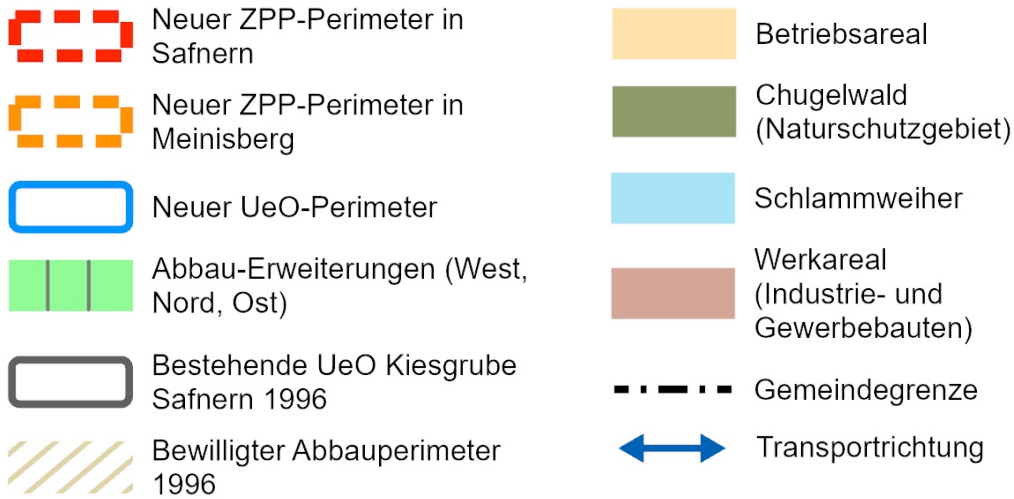 Neuer ZPP-Perimeter in
Safnern
Neuer ZPP-Perimeter in
Meinisberg
Neuer UeO-Perimeter
Abbau-Erweiterungen (West,
Nord, Ost)
Bestehende UeO Kiesgrube
Safnern 1996
Bewilligter Abbauperimeter
1996
Betriebsareal
Chugelwald
(Naturschutzgebiet)
Schlammweiher
Werkareal
(Industrie- und
Gewerbebauten)
Gemeindegrenze
Transportrichtung